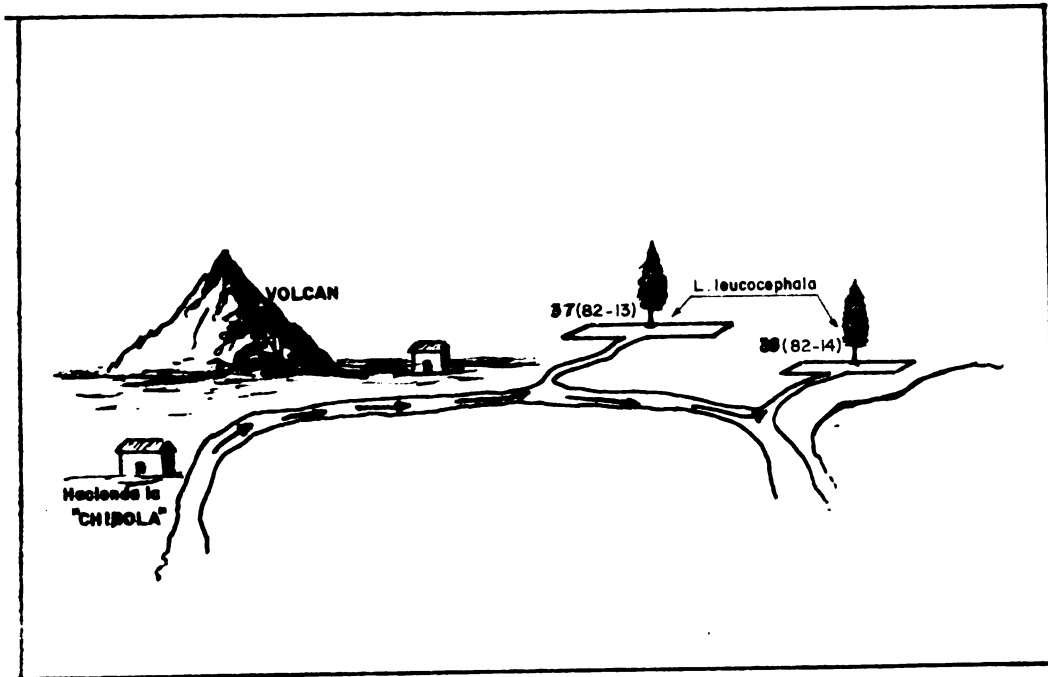 VOLCAN
L. leucocephala
37(82-13)
(82-14)
Hacienda la
"CHIBOLA"